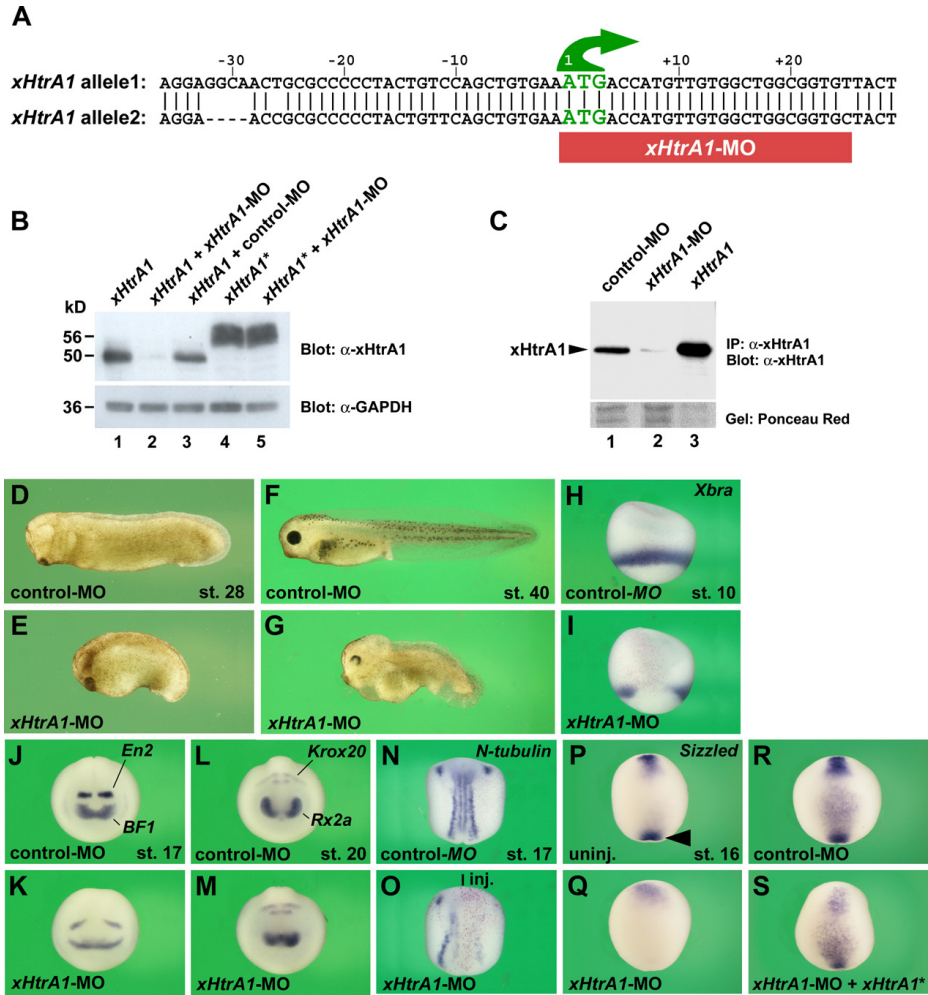 A
-30 -20 -10 1 +10 +20
xHtrA1 allele1: AGGAGGCAACTGCGCCCCCTACTGTCCAGCTGTGAAATGACCATGTTGTGGCTGGCGGTGTTACT
xHtrA1 allele2: AGGA----ACCGCGCCCCCTACTGTTCAGCTGTGAAATGACCATGTTGTGGCTGGCGGTGCTACT
xHtrA1-MO
B
xHtrA1
xHtrA1 + xHtrA1-MO
xHtrA1 + control-MO
xHtrA1*
xHtrA1* + xHtrA1-MO
kD
56
50
Blot: α-xHtrA1
36
Blot: α-GAPDH
1 2 3 4 5
C
control-MO
xHtrA1-MO
xHtrA1
xHtrA1
IP: α-xHtrA1
Blot: α-xHtrA1
Gel: Ponceau Red
1 2 3
D
control-MO st. 28
F
control-MO st. 40
H Xbra
control-MO st. 10
E
xHtrA1-MO
G
xHtrA1-MO
I
xHtrA1-MO
J En2
BF1
control-MO st. 17
L Krox20
Rx2a
control-MO st. 20
N N-tubulin
control-MO st. 17
P Sizzled
uninj. st. 16
R
control-MO
K
xHtrA1-MO
M
xHtrA1-MO
O I inj.
xHtrA1-MO
Q
xHtrA1-MO
S
xHtrA1-MO + xHtrA1*